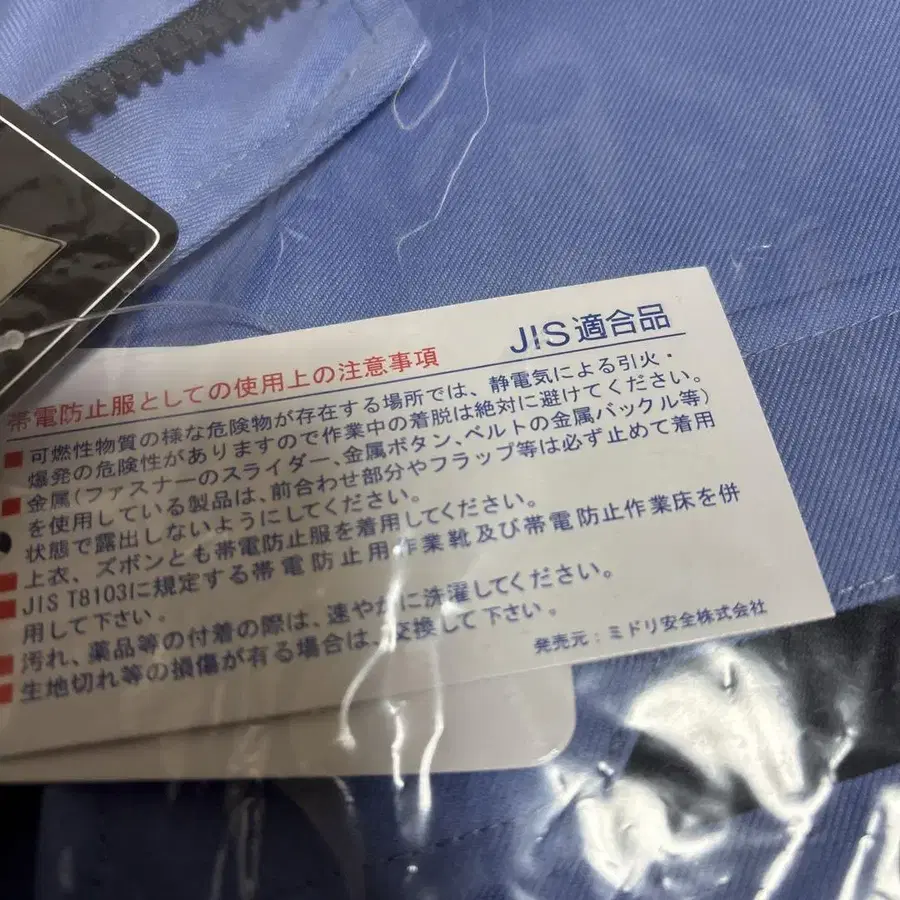 JIS適合品
帯電防止服としての使用上の注意事項
可燃性物質の様な危険物が存在する場所では、静電気による引火・
爆発の危険性がありますので作業中の着脱は絶対に避けてください。
金属(ファスナーのスライダー、金属ボタン、ベルトの金属バックル等)
を使用している製品は、前合わせ部分やフラップ等は必ず止めて着用
状態で露出しないようにしてください。
上衣、ズボンとも帯電防止服を着用してください。
JIS T8103に規定する帯電防止用作業靴及び帯電防止作業床を併
用して下さい。
汚れ、薬品等の付着の際は、速やかに洗濯してください。
生地切れ等の損傷が有る場合は、交換して下さい。
発売元:ミドリ安全株式会社